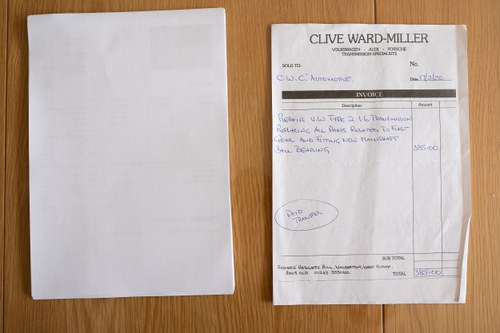 CLIVE WARD-MILLER
VOLKSWAGEN - AUDI - PORSCHE
TRANSMISSION SPECIALISTS
SOLD TO: No.
C.W.C. AUTOMOTIVE. Date
INVOICE
Description Amount
REPAIR V.W TYPE 2 1.6 TRANSMISSION
REPLACING ALL PARTS RELATED TO FIRST
GEAR AND FITTING NEW MAINSHAFT
BALL BEARING 385-00
PAID
TRANSFER
SUB TOTAL
TOTAL 385-00